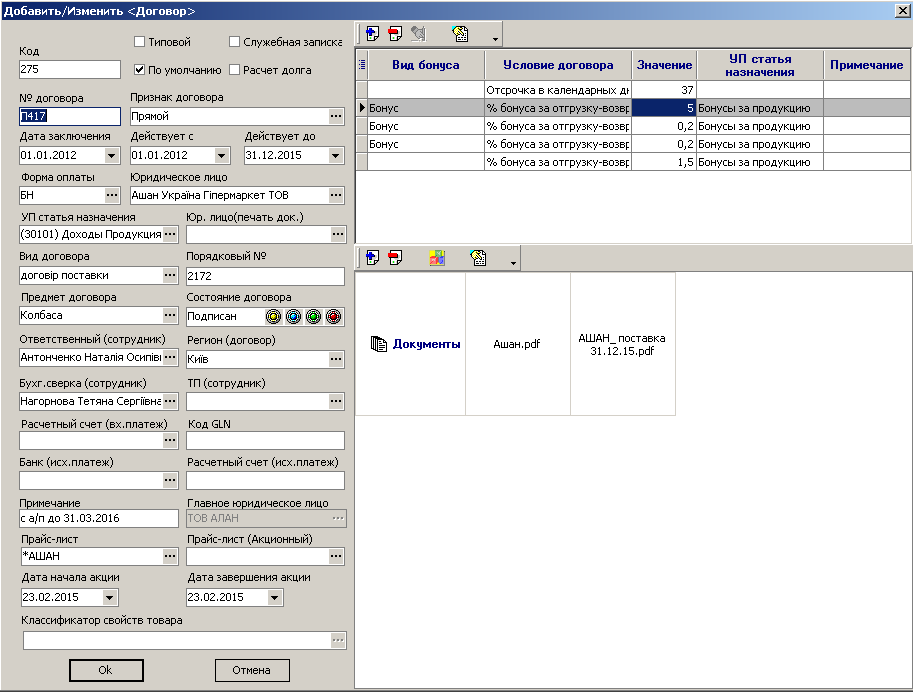 Добавить/Изменить <Договор>
Код
Типовой
Служебная записка
275
По умолчанию
Расчет долга
№ договора
Признак договора
П417
Прямой
Дата заключения
Действует с
Действует до
01.01.2012
01.01.2012
31.12.2015
Форма оплаты
Юридическое лицо
БН
Ашан Україна Гіпермаркет ТОВ
УП статья назначения
Юр. лицо(печать док.)
(30101) Доходы Продукция
Вид договора
Порядковый №
договір поставки
2172
Предмет договора
Состояние договора
Колбаса
Подписан
Ответственный (сотрудник)
Регион (договор)
Антонченко Наталія Осипівн
Київ
Бухг.сверка (сотрудник)
ТП (сотрудник)
Нагорнова Тетяна Сергіївна
Расчетный счет (вх.платеж)
Код GLN
Банк (исх.платеж)
Расчетный счет (исх.платеж)
Примечание
Главное юридическое лицо
с а/п до 31.03.2016
ТОВ АЛАН
Прайс-лист
Прайс-лист (Акционный)
*АШАН
Дата начала акции
Дата завершения акции
23.02.2015
23.02.2015
Классификатор свойств товара
Ok
Отмена
Вид бонуса
Условие договора
Значение
УП статья назначения
Примечание
Отсрочка в календарных дн
37
Бонус
% бонуса за отгрузку-возвр
5
Бонусы за продукцию
Бонус
% бонуса за отгрузку-возвр
0,2
Бонусы за продукцию
Бонус
% бонуса за отгрузку-возвр
0,2
Бонусы за продукцию
% бонуса за отгрузку-возвр
1,5
Бонусы за продукцию
Документы
Ашан.pdf
АШАН_ поставка
31.12.15.pdf